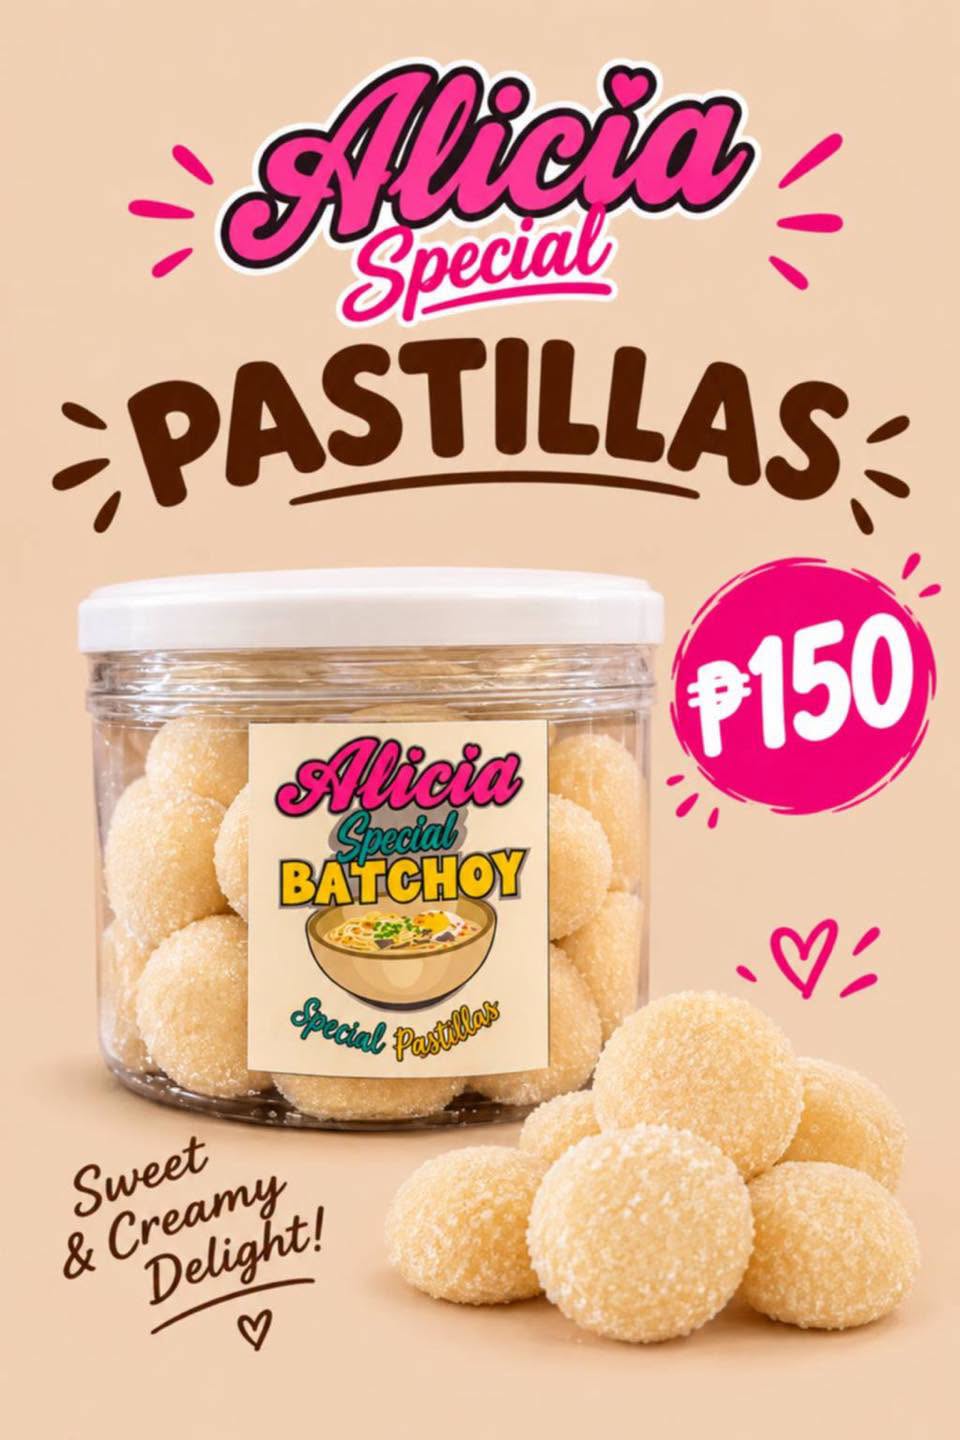 Alicia
Special
PASTILLAS
₱150
Alicia
Special
BATCHOY
Special Pastillas
Sweet
& Creamy
Delight!